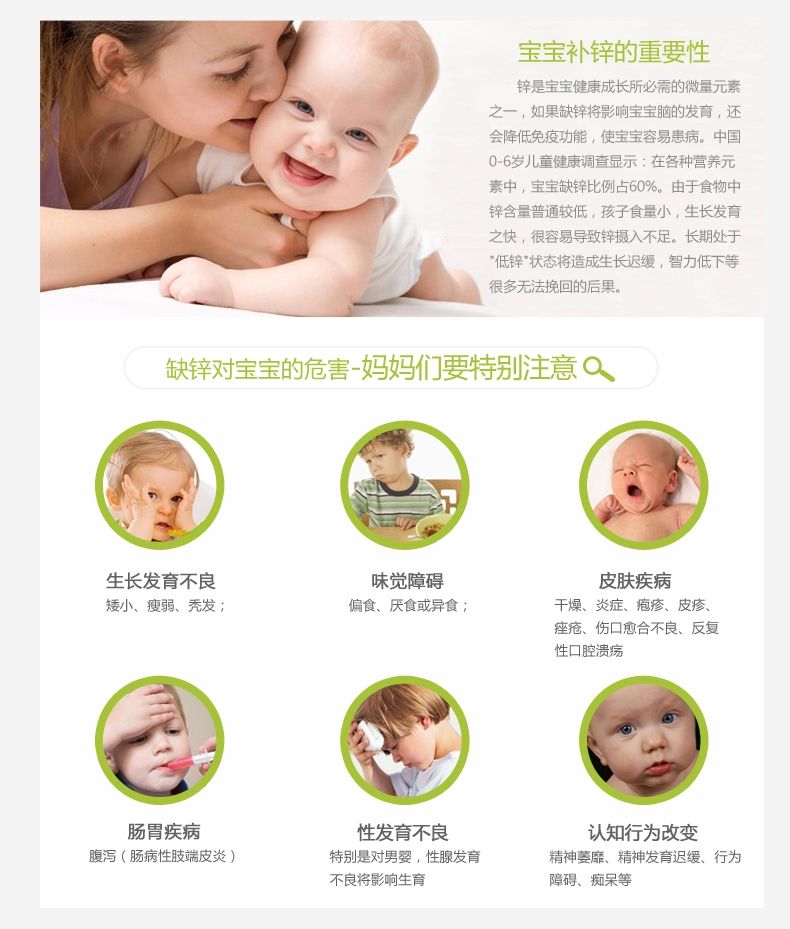 宝宝补锌的重要性
锌是宝宝健康成长所必需的微量元素
之一，如果缺锌将影响宝宝脑的发育，还
会降低免疫功能，使宝宝容易患病。中国
0-6岁儿童健康调查显示：在各种营养元
素中，宝宝缺锌比例占60%。由于食物中
锌含量普通较低，孩子食量小，生长发育
之快，很容易导致锌摄入不足。长期处于
"低锌"状态将造成生长迟缓，智力低下等
很多无法挽回的后果。
缺锌对宝宝的危害-妈妈们要特别注意
生长发育不良
矮小、瘦弱、秃发；
味觉障碍
偏食、厌食或异食；
皮肤疾病
干燥、炎症、疱疹、皮疹、
痤疮、伤口愈合不良、反复
性口腔溃疡
肠胃疾病
腹泻（肠病性肢端皮炎）
性发育不良
特别是对男婴，性腺发育
不良将影响生育
认知行为改变
精神萎靡、精神发育迟缓、行为
障碍、痴呆等